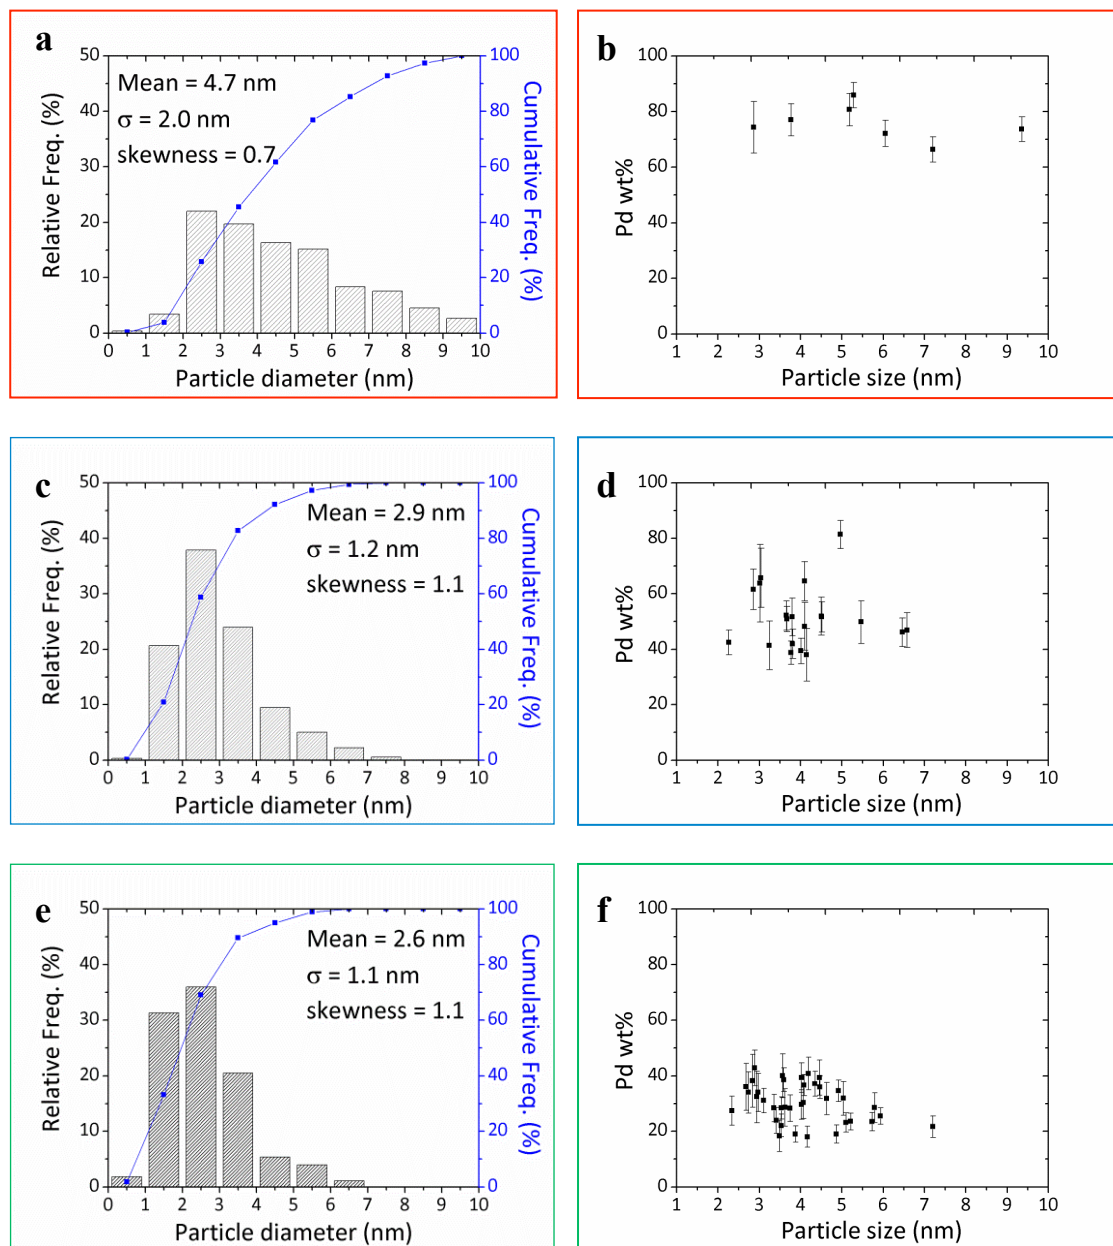 a
50
40
30
20
10
0
Relative Freq. (%)
Mean = 4.7 nm
σ = 2.0 nm
skewness = 0.7
100
80
60
40
20
0
Cumulative Freq. (%)
0 1 2 3 4 5 6 7 8 9 10
Particle diameter (nm)
b
100
80
60
40
20
0
Pd wt%
1 2 3 4 5 6 7 8 9 10
Particle size (nm)
c
50
40
30
20
10
0
Relative Freq. (%)
Mean = 2.9 nm
σ = 1.2 nm
skewness = 1.1
100
80
60
40
20
0
Cumulative Freq. (%)
0 1 2 3 4 5 6 7 8 9 10
Particle diameter (nm)
d
100
80
60
40
20
0
Pd wt%
1 2 3 4 5 6 7 8 9 10
Particle size (nm)
e
50
40
30
20
10
0
Relative Freq. (%)
Mean = 2.6 nm
σ = 1.1 nm
skewness = 1.1
100
80
60
40
20
0
Cumulative Freq. (%)
0 1 2 3 4 5 6 7 8 9 10
Particle diameter (nm)
f
100
80
60
40
20
0
Pd wt%
1 2 3 4 5 6 7 8 9 10
Particle size (nm)